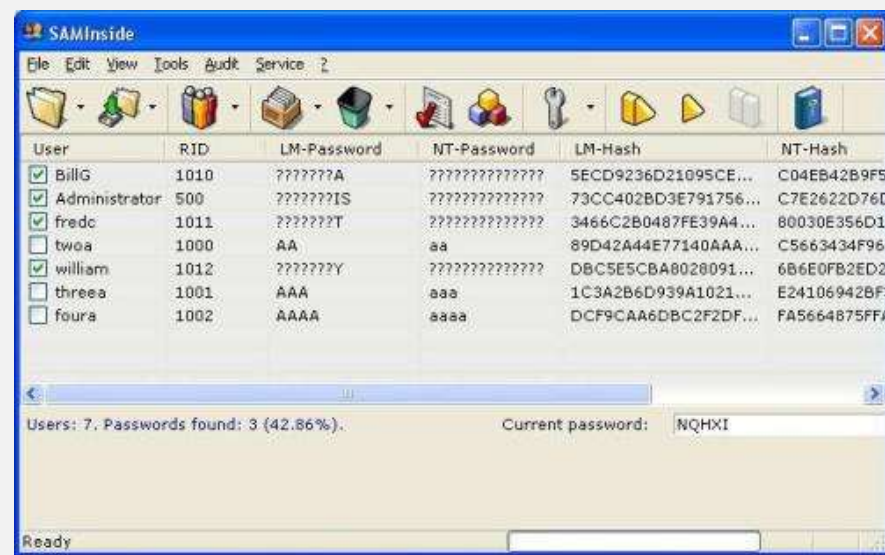 SAMInside
File Edit View Tools Audit Service ?
User RID LM-Password NT-Password LM-Hash NT-Hash
BillG 1010 ???????A ?????????????? 5ECD9236D21095CE... C04EB42B9F5
Administrator 500 ???????IS ?????????????? 73CC402BD3E791756... C7E2622D76D
fredc 1011 ???????T ?????????????? 3466C2B0487FE39A4... 80030E356D1
twoa 1000 AA aa 89D42A44E77140AAA... C5663434F96
william 1012 ???????Y ?????????????? DBC5E5CBA8028091... 6B6E0FB2ED2
threea 1001 AAA aaa 1C3A2B6D939A1021... E24106942BF
foura 1002 AAAA aaaa DCF9CAA6DBC2F2DF... FA5664875FFA
Users: 7. Passwords found: 3 (42.86%). Current password: NQHXI
Ready